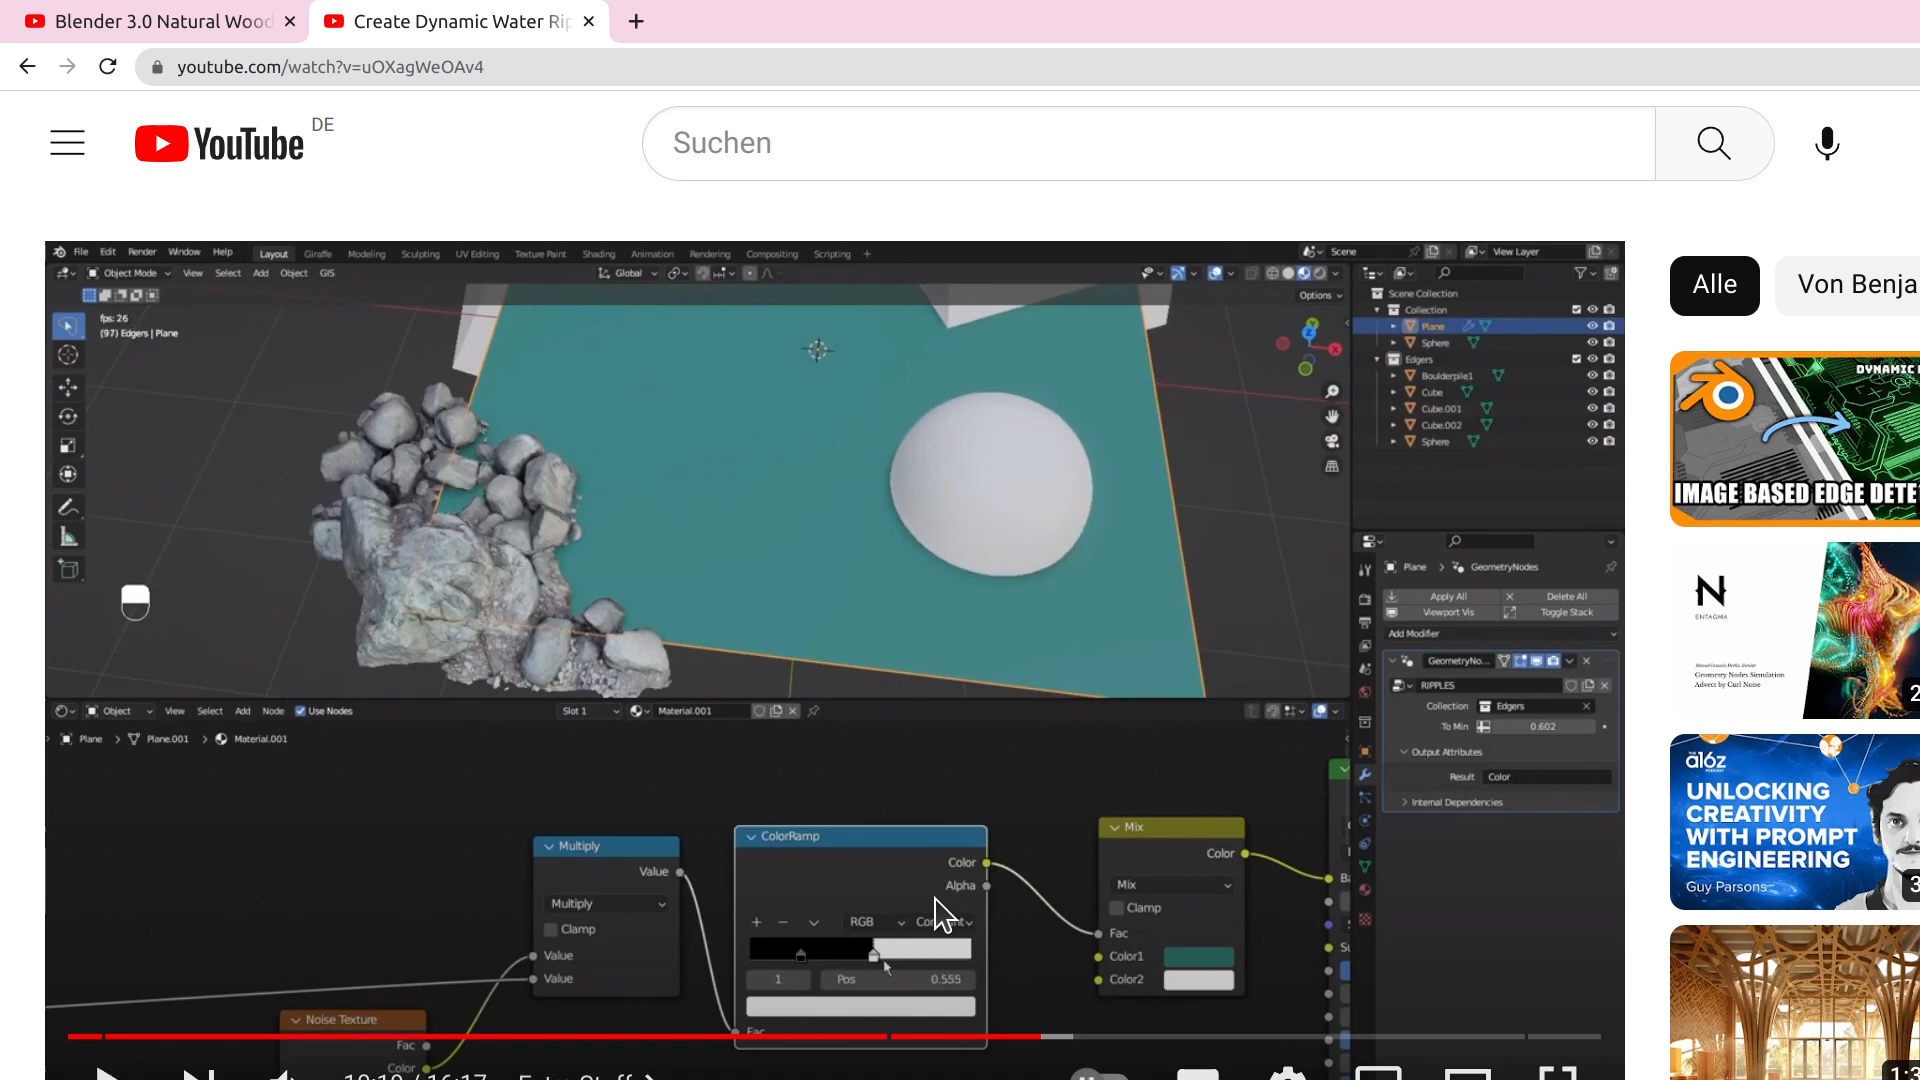 Blender 3.0 Natural Wood
Create Dynamic Water Rip
youtube.com/watch?v=uOXagWeOAv4
YouTube DE
Suchen
File Edit Render Window Help Layout Giraffe Modeling Sculpting UV Editing Texture Paint Shading Animation Rendering Compositing Scripting +
Scene View Layer
Object Mode View Select Add Object GIS Global
Options
fps: 26
(97) Edgers | Plane
Scene Collection
Collection
Plane
Sphere
Edgers
Boulderpile1
Cube
Cube.001
Cube.002
Sphere
Plane > GeometryNodes
Apply All Delete All
Viewport Vis Toggle Stack
Add Modifier
GeometryNo...
RIPPLES
Collection Edgers
To Min 0.602
Output Attributes
Result Color
Internal Dependencies
Object View Select Add Node Use Nodes Slot 1 Material.001
Plane > Plane.001 > Material.001
Multiply
Value
Multiply
Clamp
Value
Value
ColorRamp
Color
Alpha
RGB
1 Pos 0.555
Fac
Mix
Color
Mix
Clamp
Fac
Color1
Color2
Noise Texture
Fac
Color
Alle
Von Benja
DYNAMIC
IMAGE BASED EDGE DETE
N
ENTAGMA
Geometry Nodes Simulation
Advect by Curl Noise
a16z
UNLOCKING
CREATIVITY
WITH PROMPT
ENGINEERING
Guy Parsons